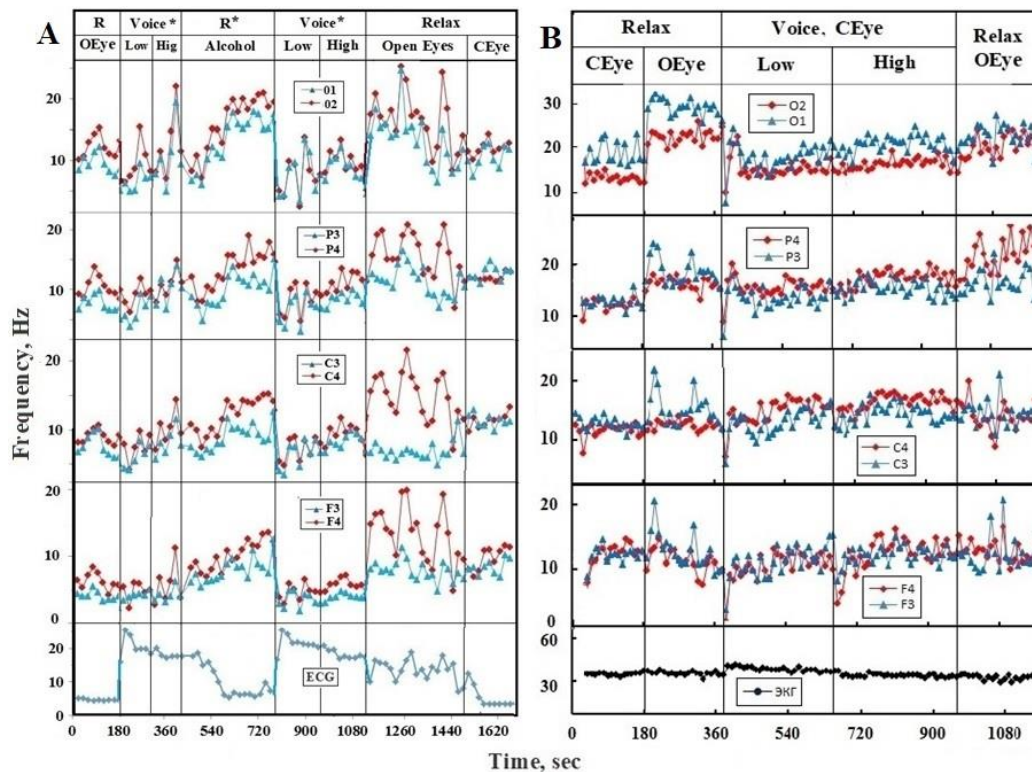 A
R
Voice*
R*
Voice*
Relax
OEye
Low
Hig
Alcohol
Low
High
Open Eyes
CEye
01
02
20
10
P3
P4
20
10
C3
C4
20
10
F3
F4
20
10
0
ECG
20
10
0
0 180 360 540 720 900 1080 1260 1440 1620
Frequency, Hz
Time, sec
B
Relax
Voice, CEye
Relax
OEye
CEye
OEye
Low
High
O2
O1
30
20
10
P4
P3
20
10
C4
C3
20
10
F4
F3
20
10
0
ЭКГ
60
30
0 180 360 540 720 900 1080